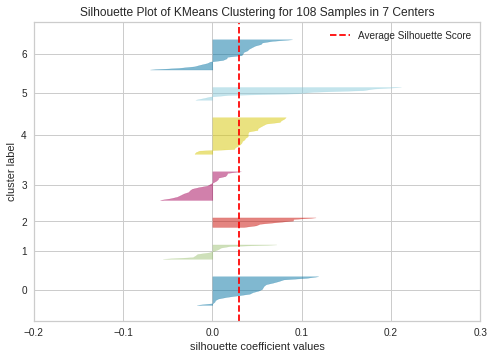 Silhouette Plot of KMeans Clustering for 108 Samples in 7 Centers
Average Silhouette Score
cluster label
6
5
4
3
2
1
0
−0.2 −0.1 0.0 0.1 0.2 0.3
silhouette coefficient values